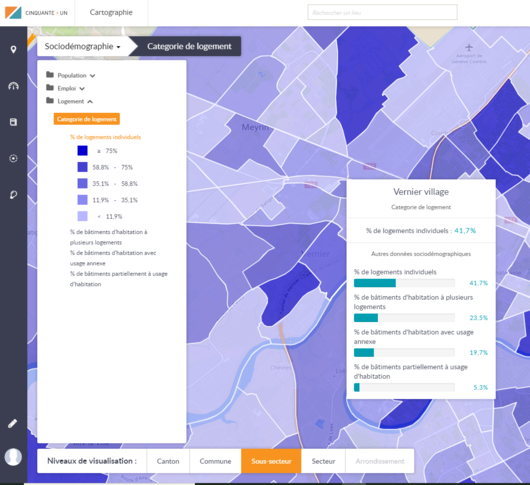 CINQUANTE - UN
Cartographie
Rechercher un lieu
Sociodémographie
Categorie de logement
Population
Emploi
Logement
Categorie de logement
% de logements individuels
≥ 75%
58,8% - 75%
35,1% - 58,8%
11,9% - 35,1%
< 11,9%
% de bâtiments d'habitation à
plusieurs logements
% de bâtiments d'habitation avec
usage annexe
% de bâtiments partiellement à usage
d'habitation
Meyrin
Vernier village
Categorie de logement
% de logements individuels : 41,7%
Autres données sociodémographiques
% de logements individuels
41.7%
% de bâtiments d'habitation à plusieurs
logements
23.5%
% de bâtiments d'habitation avec usage
annexe
19.7%
% de bâtiments partiellement à usage
d'habitation
5,3%
Niveaux de visualisation :
Canton
Commune
Sous-secteur
Secteur
Arrondissement